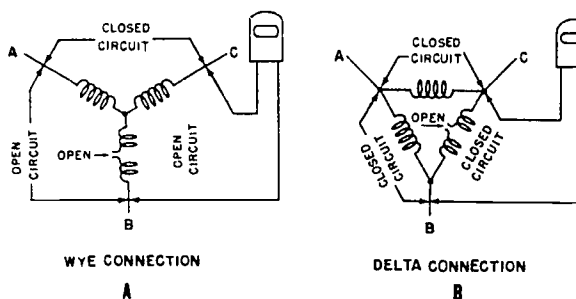 A
CLOSED
CIRCUIT
C
OPEN
CIRCUIT
OPEN
OPEN
CIRCUIT
B
WYE CONNECTION
A
A
CLOSED
CIRCUIT
C
OPEN
CLOSED
CIRCUIT
CLOSED
CIRCUIT
B
DELTA CONNECTION
B